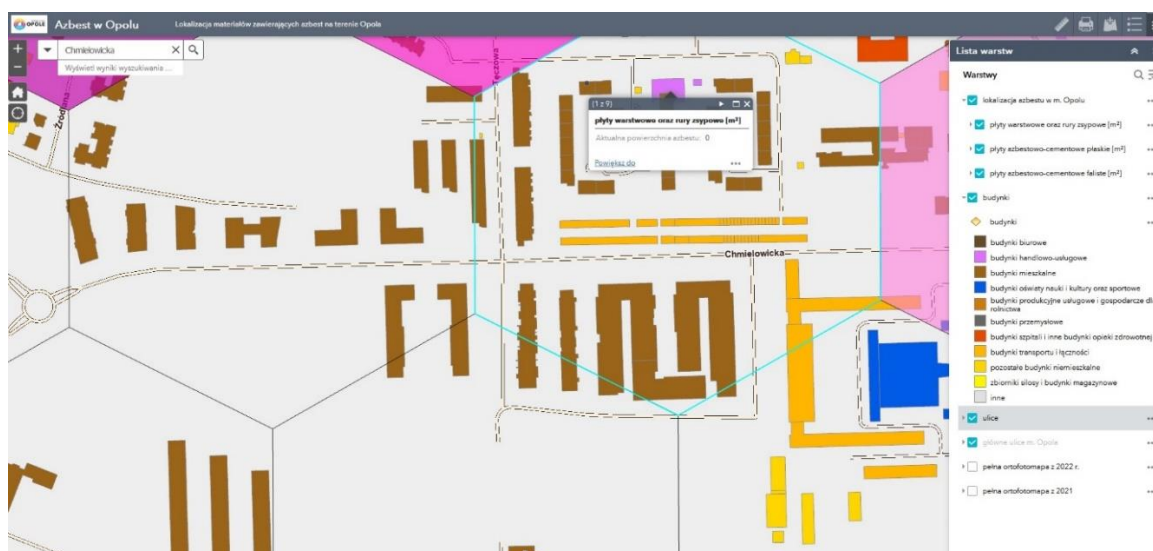 OPOLE Azbest w Opolu Lokalizacja materiałów zawierających azbest na terenie Opola
+
−
Chmielowicka X
Wyświetl wyniki wyszukiwania ...
Źródlana
Tęczowa
(1 z 9)
płyty warstwowe oraz rury zsypowe [m²]
Aktualna powierzchnia azbestu: 0
Powiększ do ...
Chmielowicka
Lista warstw
Warstwy
lokalizacja azbestu w m. Opolu
płyty warstwowe oraz rury zsypowe [m²]
płyty azbestowo-cementowe płaskie [m²]
płyty azbestowo-cementowe faliste [m²]
budynki
budynki
budynki biurowe
budynki handlowo-usługowe
budynki mieszkalne
budynki oświaty nauki i kultury oraz sportowe
budynki produkcyjne usługowe i gospodarcze dla
rolnictwa
budynki przemysłowe
budynki szpitali i inne budynki opieki zdrowotnej
budynki transportu i łączności
pozostałe budynki niemieszkalne
zbiorniki silosy i budynki magazynowe
inne
ulice
główne ulice m. Opole
pełna ortofotomapa z 2022 r.
pełna ortofotomapa z 2021